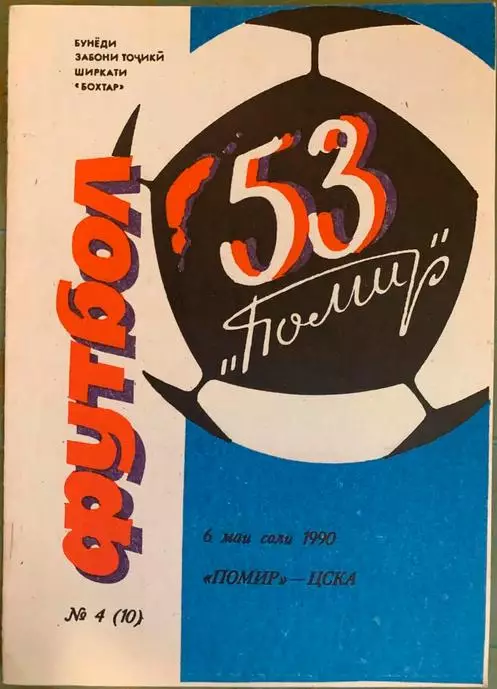 БУНЁДИ
ЗАБОНИ ТОҶИКӢ
ШИРКАТИ
«БОХТАР»
футбол
! 53
„Помир"
6 маи соли 1990
«ПОМИР»—ЦСКА
№ 4 (10)